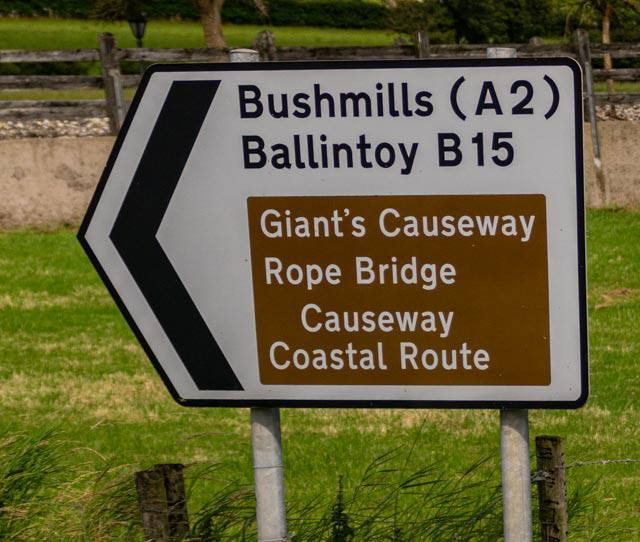 Bushmills (A2)
Ballintoy B15
Giant's Causeway
Rope Bridge
Causeway
Coastal Route